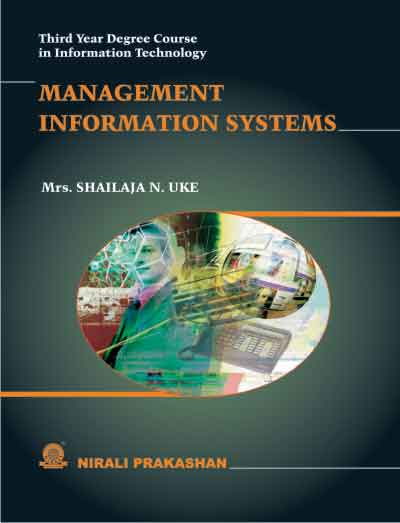 Third Year Degree Course
in Information Technology
MANAGEMENT
INFORMATION SYSTEMS
Mrs. SHAILAJA N. UKE
NIRALI PRAKASHAN